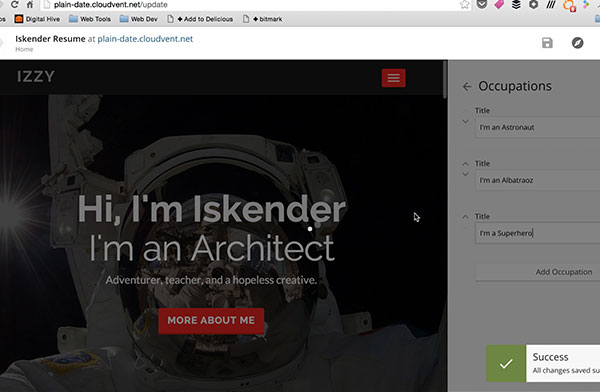 plain-date.cloudvent.net/update
Digital Hive Web Tools Web Dev + Add to Delicious + bitmark
Iskender Resume at plain-date.cloudvent.net
Home
IZZY
Occupations
Title
I'm an Astronaut
Title
I'm an Albatraoz
Title
I'm a Superhero
Add Occupation
Hi, I'm Iskender
I'm an Architect
Adventurer, teacher, and a hopeless creative.
MORE ABOUT ME
Success
All changes saved su